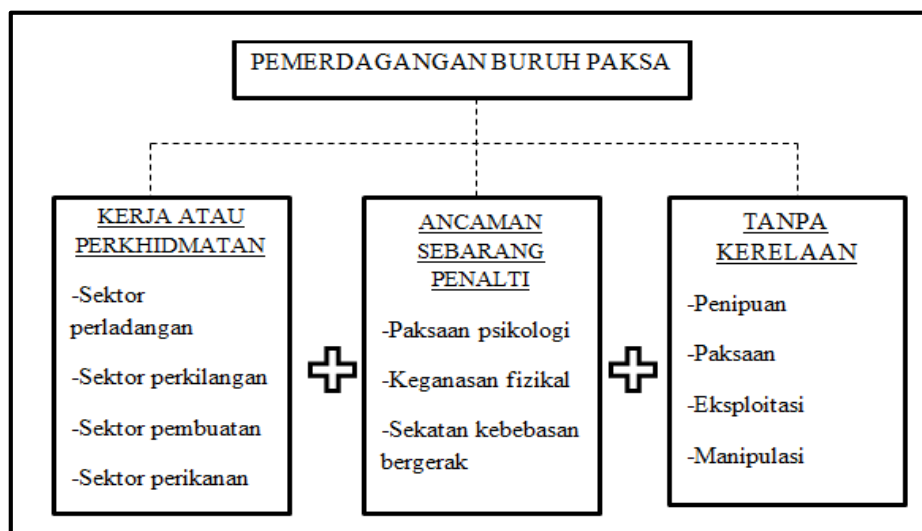 PEMERDAGANGAN BURUH PAKSA
KERJA ATAU
PERKHIDMATAN
-Sektor
perladangan
-Sektor perkilangan
-Sektor pembuatan
-Sektor perikanan
ANCAMAN
SEBARANG
PENALTI
-Paksaan psikologi
-Keganasan fizikal
-Sekatan kebebasan
bergerak
TANPA
KERELAAN
-Penipuan
-Paksaan
-Eksploitasi
-Manipulasi